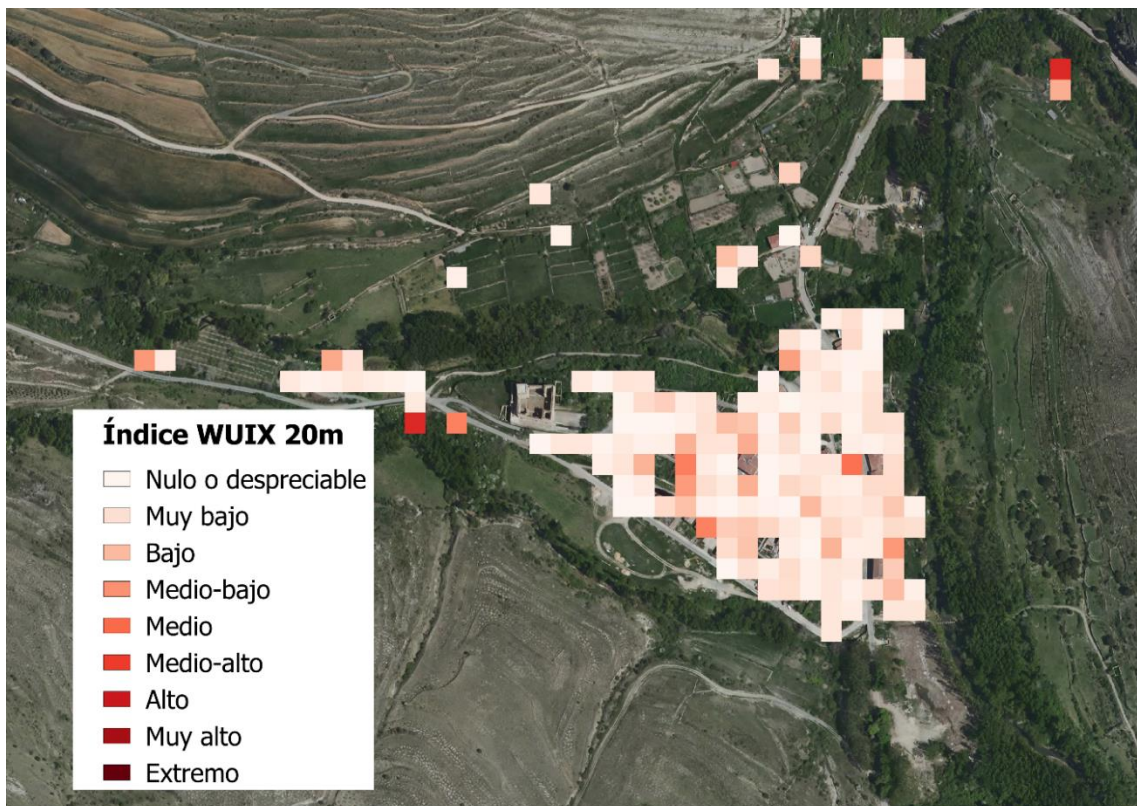 Índice WUIX 20m
Nulo o despreciable
Muy bajo
Bajo
Medio-bajo
Medio
Medio-alto
Alto
Muy alto
Extremo